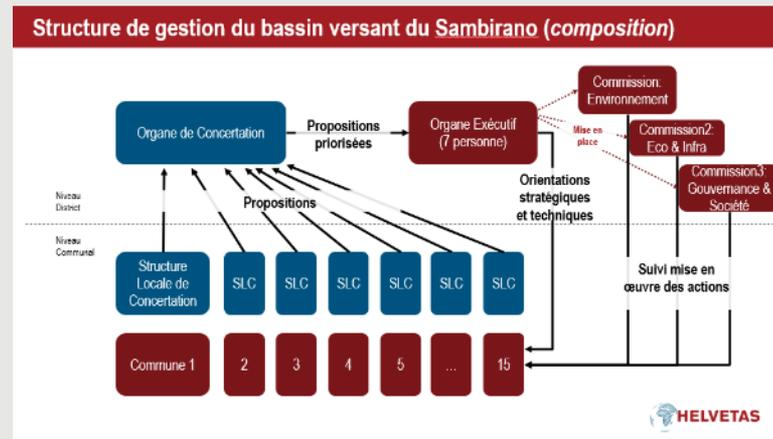 Structure de gestion du bassin versant du Sambirano (composition)
Commission:
Environnement
Organe de Concertation
Propositions
priorisées
Organe Exécutif
(7 personne)
Mise en
place
Commission2:
Eco & Infra
Commission3:
Gouvernance &
Société
Orientations
stratégiques
et techniques
Niveau
District
Propositions
Niveau
Communal
Structure
Locale de
Concertation
SLC
SLC
SLC
SLC
SLC
SLC
Suivi mise en
œuvre des actions
Commune 1
2
3
4
5
...
15
HELVETAS